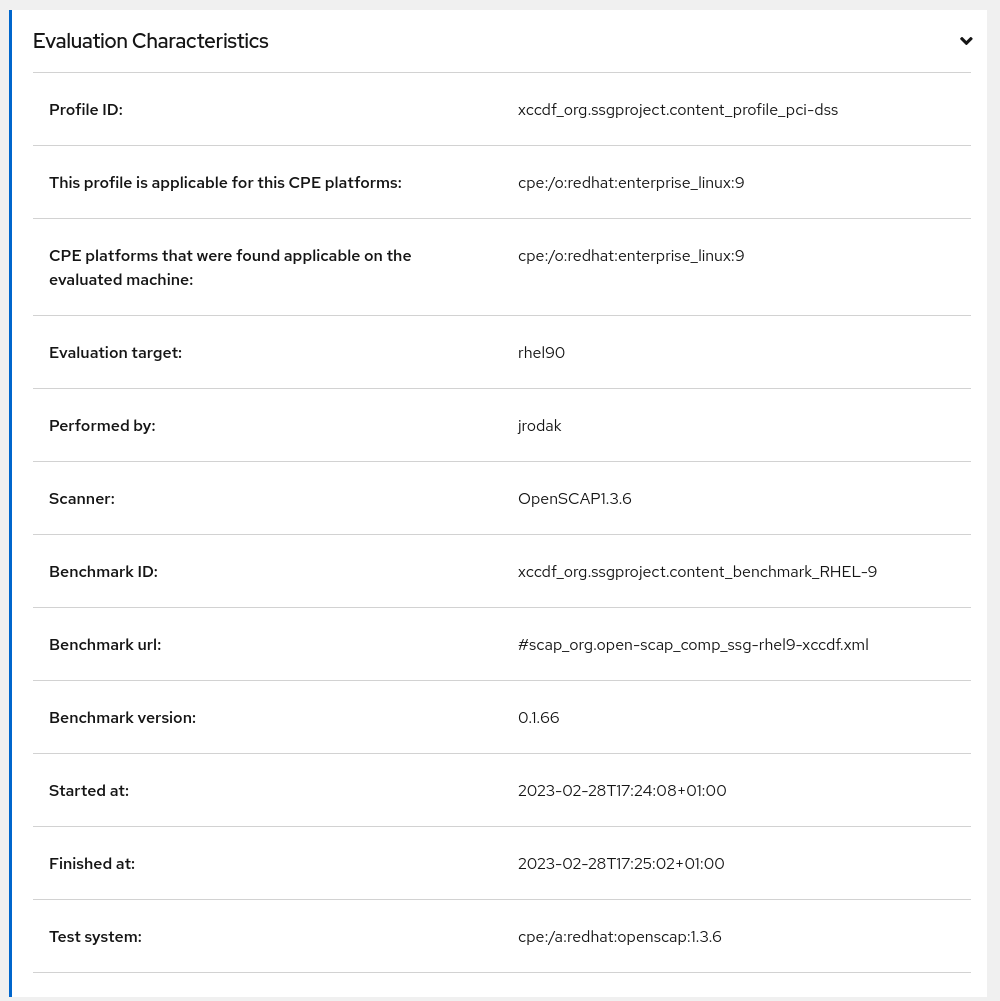 Evaluation Characteristics
Profile ID: xccdf_org.ssgproject.content_profile_pci-dss
This profile is applicable for this CPE platforms: cpe:/o:redhat:enterprise_linux:9
CPE platforms that were found applicable on the cpe:/o:redhat:enterprise_linux:9
evaluated machine:
Evaluation target: rhel90
Performed by: jrodak
Scanner: OpenSCAP1.3.6
Benchmark ID: xccdf_org.ssgproject.content_benchmark_RHEL-9
Benchmark url: #scap_org.open-scap_comp_ssg-rhel9-xccdf.xml
Benchmark version: 0.1.66
Started at: 2023-02-28T17:24:08+01:00
Finished at: 2023-02-28T17:25:02+01:00
Test system: cpe:/a:redhat:openscap:1.3.6